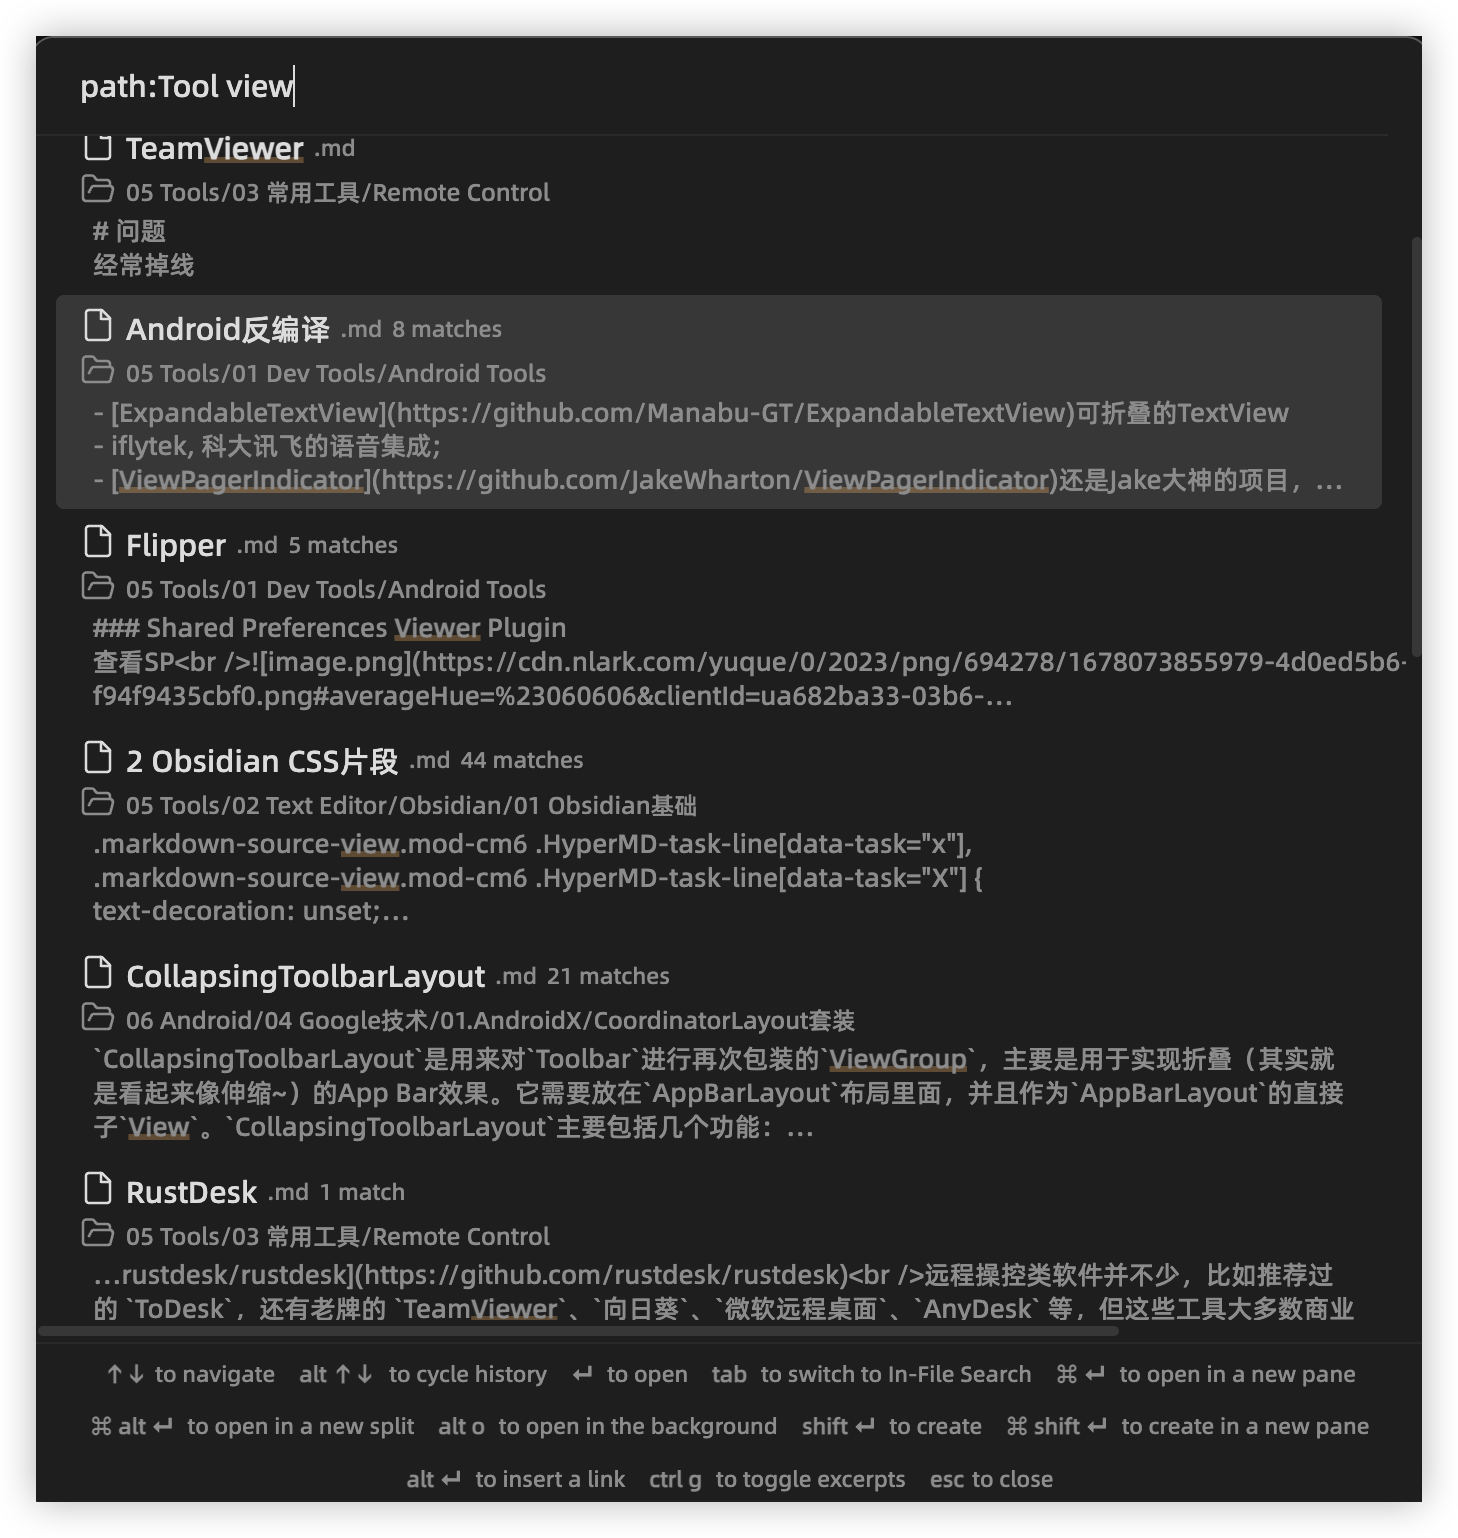 path:Tool view
TeamViewer .md
05 Tools/03 常用工具/Remote Control
# 问题
经常掉线
Android反编译 .md 8 matches
05 Tools/01 Dev Tools/Android Tools
- [ExpandableTextView](https://github.com/Manabu-GT/ExpandableTextView)可折叠的TextView
- iflytek, 科大讯飞的语音集成;
- [ViewPagerIndicator](https://github.com/JakeWharton/ViewPagerIndicator)还是Jake大神的项目，...
Flipper .md 5 matches
05 Tools/01 Dev Tools/Android Tools
### Shared Preferences Viewer Plugin
查看SP<br />![image.png](https://cdn.nlark.com/yuque/0/2023/png/694278/1678073855979-4d0ed5b6-
f94f9435cbf0.png#averageHue=%23060606&clientId=ua682ba33-03b6-...
2 Obsidian CSS片段 .md 44 matches
05 Tools/02 Text Editor/Obsidian/01 Obsidian基础
.markdown-source-view.mod-cm6 .HyperMD-task-line[data-task="x"],
.markdown-source-view.mod-cm6 .HyperMD-task-line[data-task="X"] {
text-decoration: unset;...
CollapsingToolbarLayout .md 21 matches
06 Android/04 Google技术/01.AndroidX/CoordinatorLayout套装
`CollapsingToolbarLayout`是用来对`Toolbar`进行再次包装的`ViewGroup`，主要是用于实现折叠（其实就
是看起来像伸缩~）的App Bar效果。它需要放在`AppBarLayout`布局里面，并且作为`AppBarLayout`的直接
子`View`。`CollapsingToolbarLayout`主要包括几个功能：...
RustDesk .md 1 match
05 Tools/03 常用工具/Remote Control
...rustdesk/rustdesk](https://github.com/rustdesk/rustdesk)<br />远程操控类软件并不少，比如推荐过
的 `ToDesk`，还有老牌的 `TeamViewer`、`向日葵`、`微软远程桌面`、`AnyDesk` 等，但这些工具大多数商业
↑↓ to navigate alt ↑↓ to cycle history ↵ to open tab to switch to In-File Search ⌘ ↵ to open in a new pane
⌘ alt ↵ to open in a new split alt o to open in the background shift ↵ to create ⌘ shift ↵ to create in a new pane
alt ↵ to insert a link ctrl g to toggle excerpts esc to close